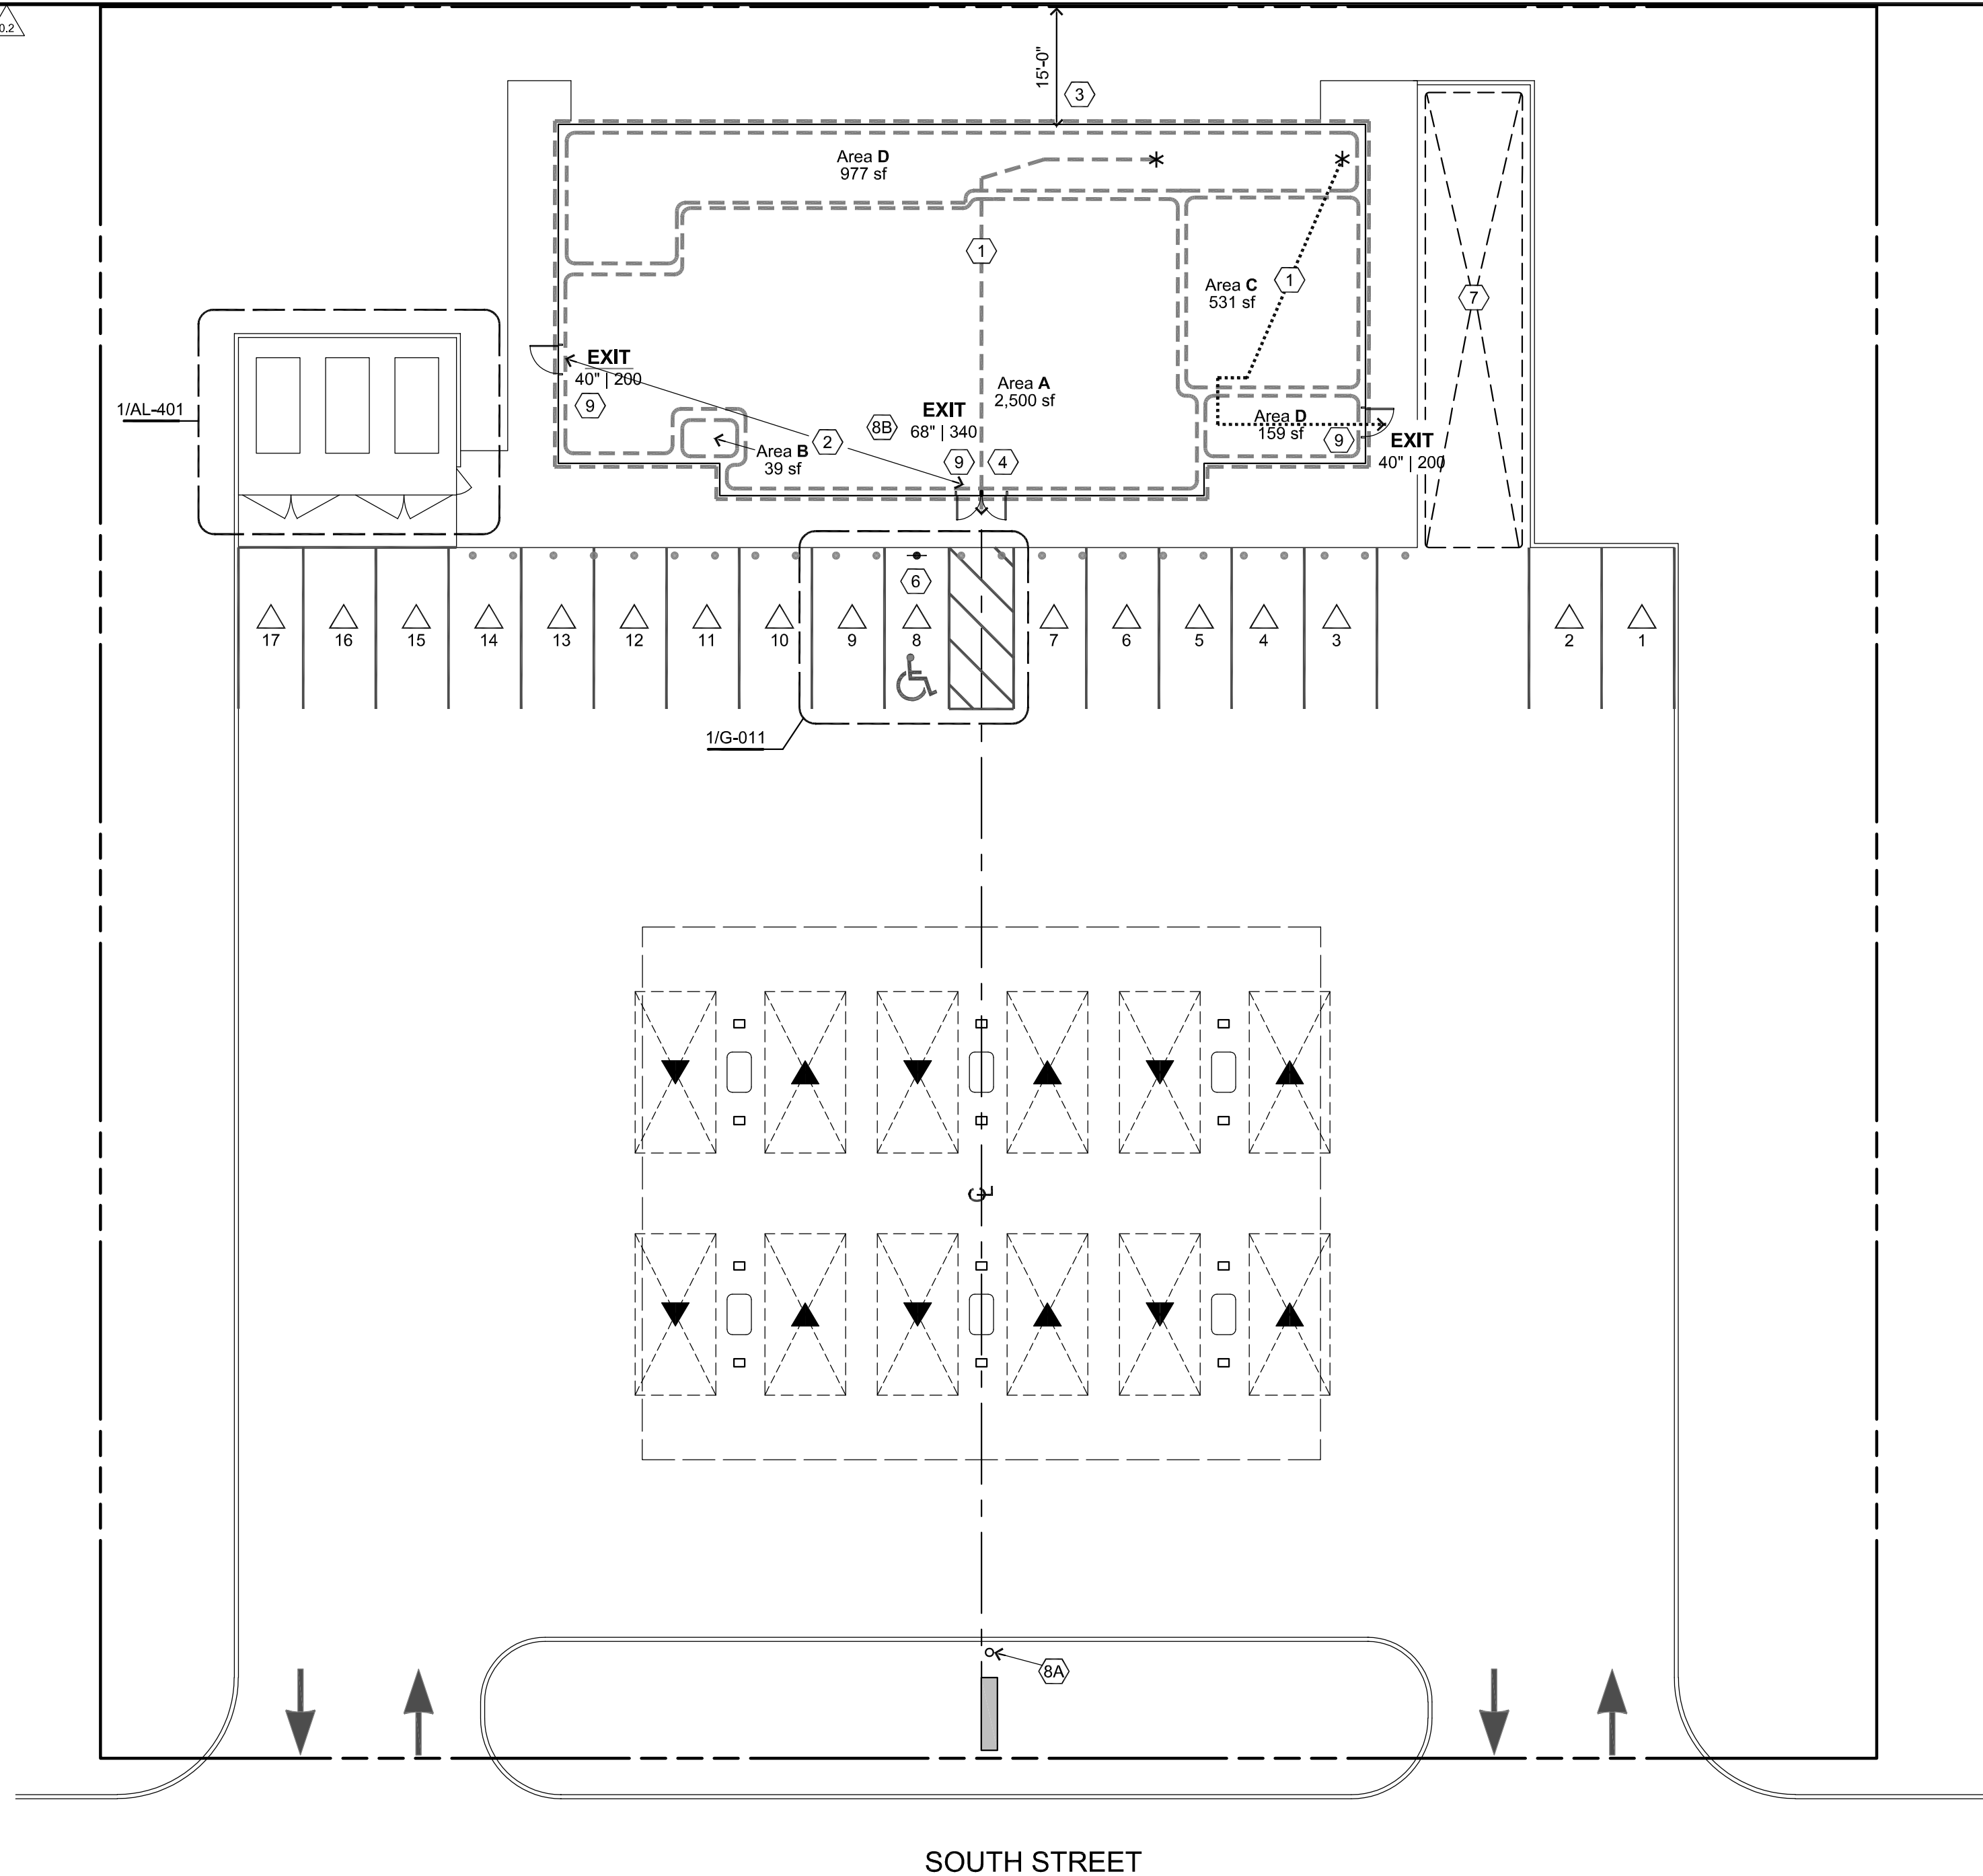 0.2
15'-0"
3
Area D
977 sf
1
Area C
531 sf
1
7
EXIT
40" | 200
9
1/AL-401
Area A
2,500 sf
EXIT
68" | 340
8B
2
Area B
39 sf
9
4
Area D
159 sf
9
EXIT
40" | 200
6
17
16
15
14
13
12
11
10
9
8
7
6
5
4
3
2
1
1/G-011
CL
8A
SOUTH STREET